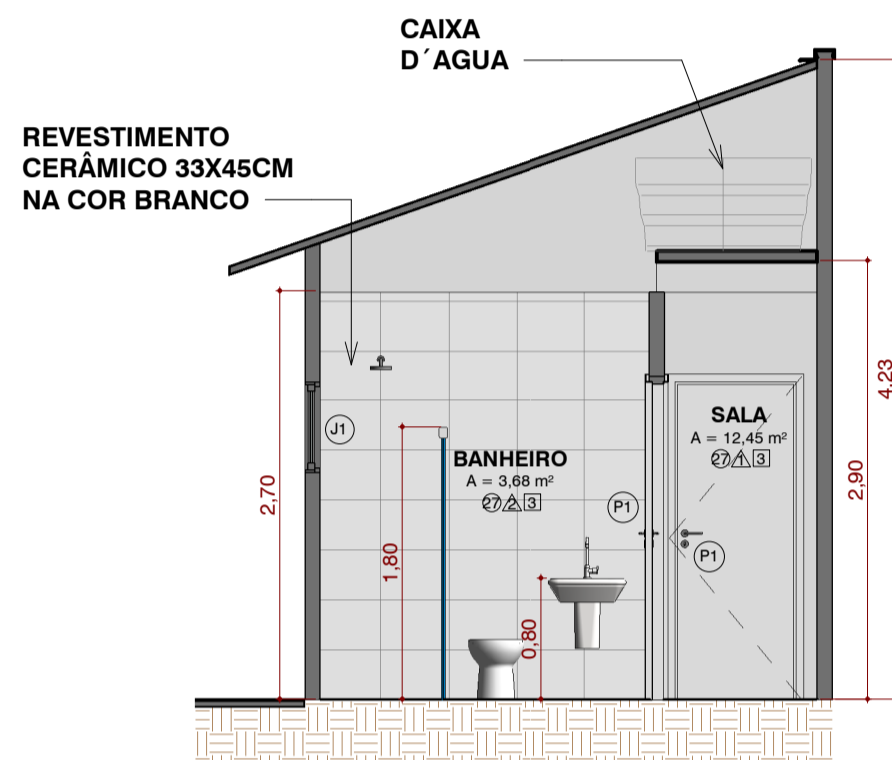 CAIXA
D´AGUA
REVESTIMENTO
CERÂMICO 33X45CM
NA COR BRANCO
J1
BANHEIRO
A = 3,68 m²
27 2 3
P1
SALA
A = 12,45 m²
27 1 3
P1
2,70
1,80
0,80
2,90
4,23